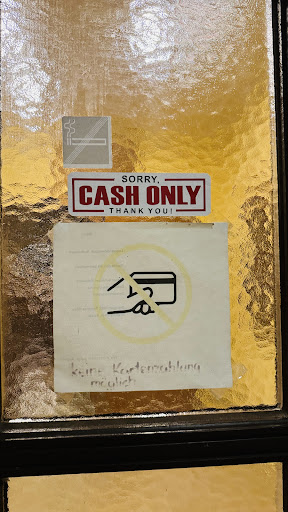 SORRY,
CASH ONLY
THANK YOU!
keine Kartenzahlung
möglich